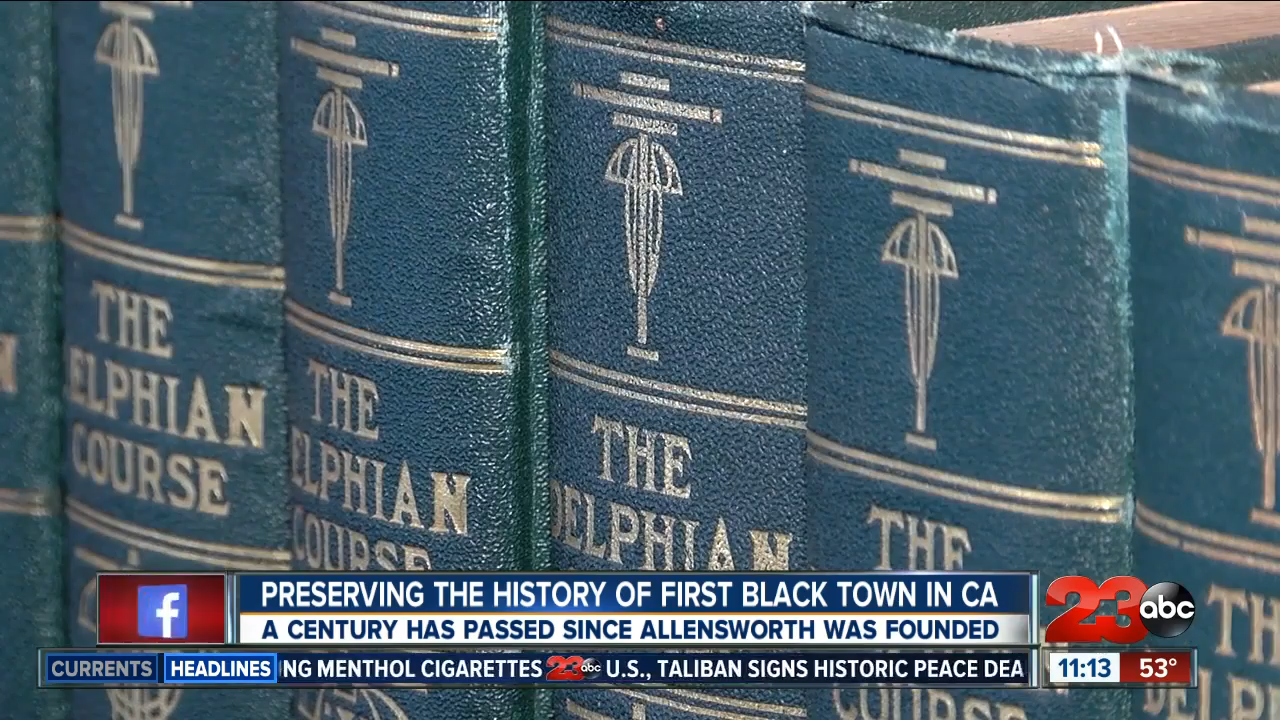 THE
ELPHIAN
COURSE
THE
ELPHIAN
COURSE
THE
DELPHIAN
THE
COURSE
PRESERVING THE HISTORY OF FIRST BLACK TOWN IN CA
A CENTURY HAS PASSED SINCE ALLENSWORTH WAS FOUNDED
23 abc
CURRENTS HEADLINES NG MENTHOL CIGARETTES 23 abc U.S., TALIBAN SIGNS HISTORIC PEACE DEA
11:13 53°